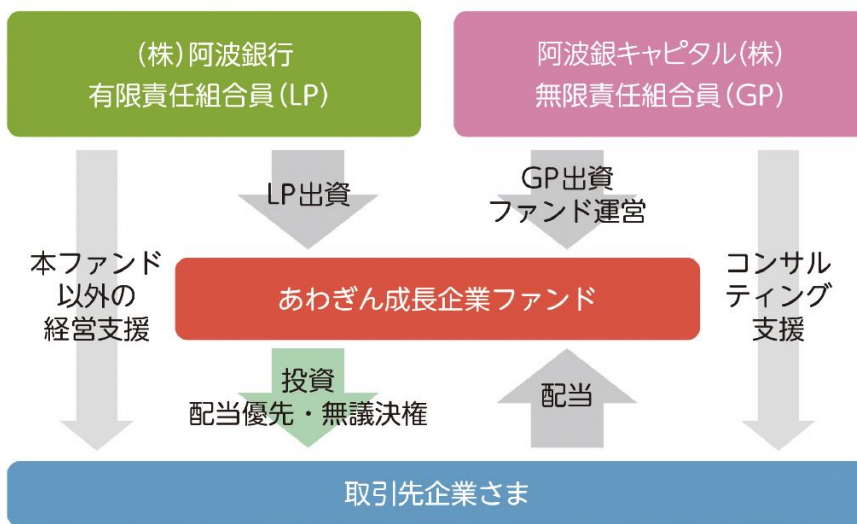 (株)阿波銀行
有限責任組合員(LP)
阿波銀キャピタル(株)
無限責任組合員(GP)
LP出資
GP出資
ファンド運営
本ファンド
以外の
経営支援
あわぎん成長企業ファンド
コンサル
ティング
支援
投資
配当優先・無議決権
配当
取引先企業さま